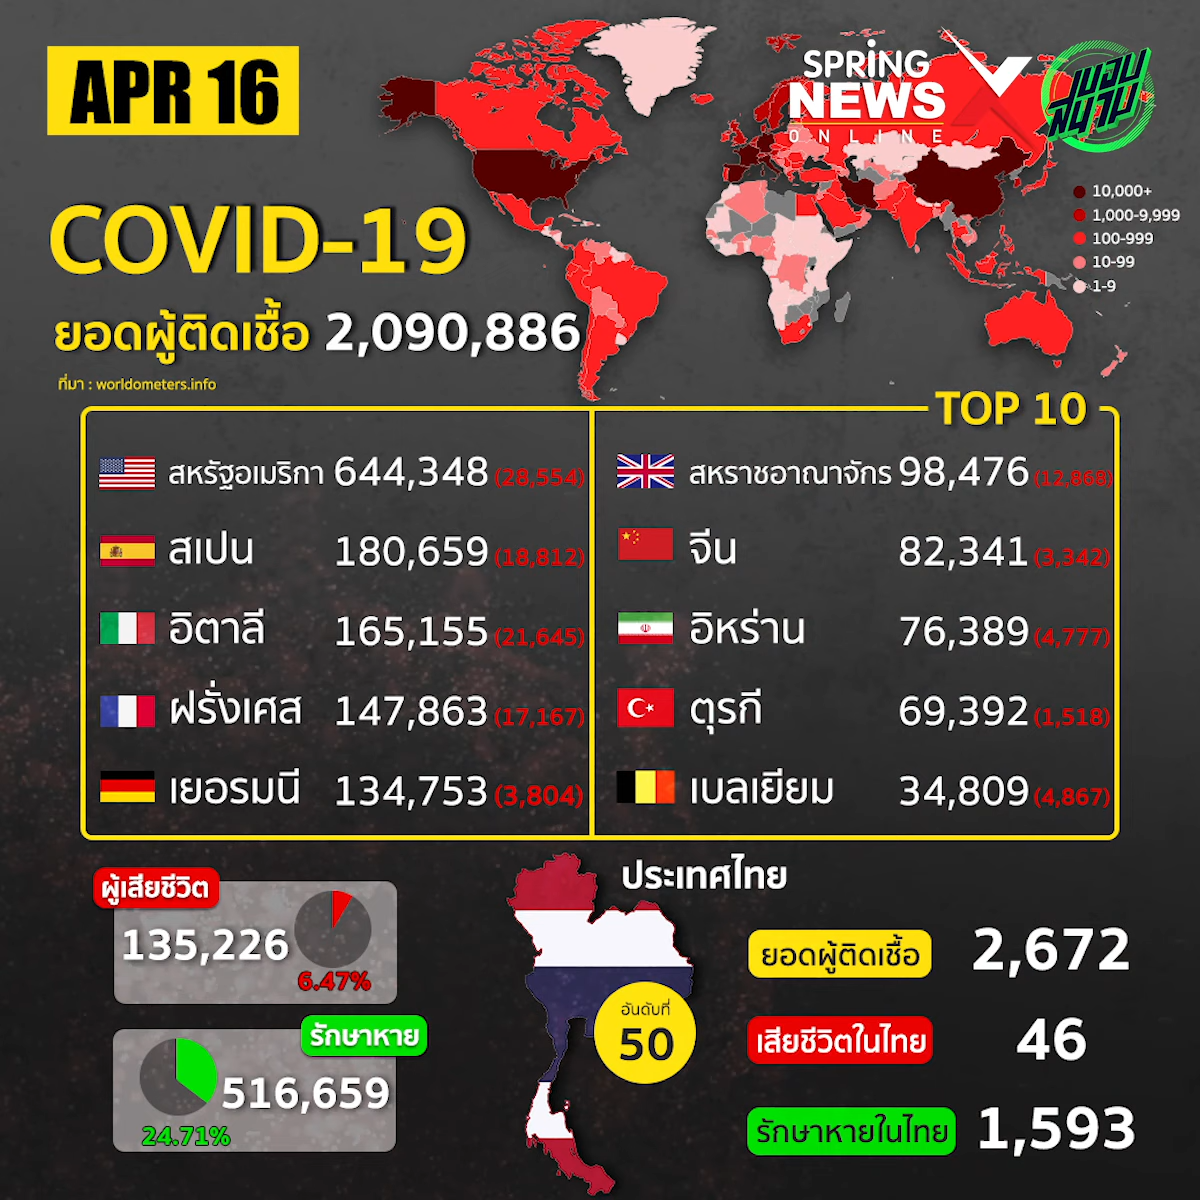 APR 16
SPRiNG
NEWS
ONLINE
ขอบ
สนาม
COVID-19
ยอดผู้ติดเชื้อ 2,090,886
ที่มา : worldometers.info
10,000+
1,000-9,999
100-999
10-99
1-9
TOP 10
สหรัฐอเมริกา 644,348 (28,554)
สเปน 180,659 (18,812)
อิตาลี 165,155 (21,645)
ฝรั่งเศส 147,863 (17,167)
เยอรมนี 134,753 (3,804)
สหราชอาณาจักร 98,476 (12,868)
จีน 82,341 (3,342)
อิหร่าน 76,389 (4,777)
ตุรกี 69,392 (1,518)
เบลเยียม 34,809 (4,867)
ผู้เสียชีวิต
135,226
6.47%
รักษาหาย
516,659
24.71%
ประเทศไทย
อันดับที่
50
ยอดผู้ติดเชื้อ 2,672
เสียชีวิตในไทย 46
รักษาหายในไทย 1,593